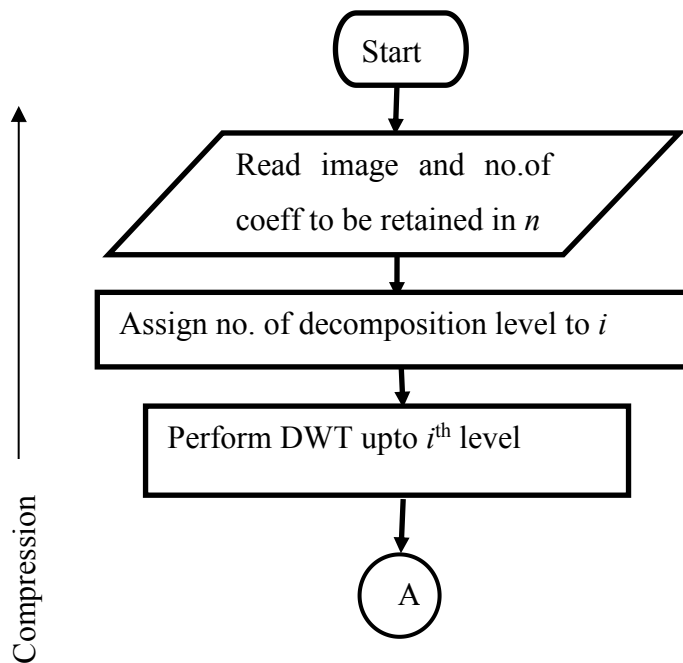 Start
Read image and no.of
coeff to be retained in n
Assign no. of decomposition level to i
Perform DWT upto iᵗʰ level
A
Compression